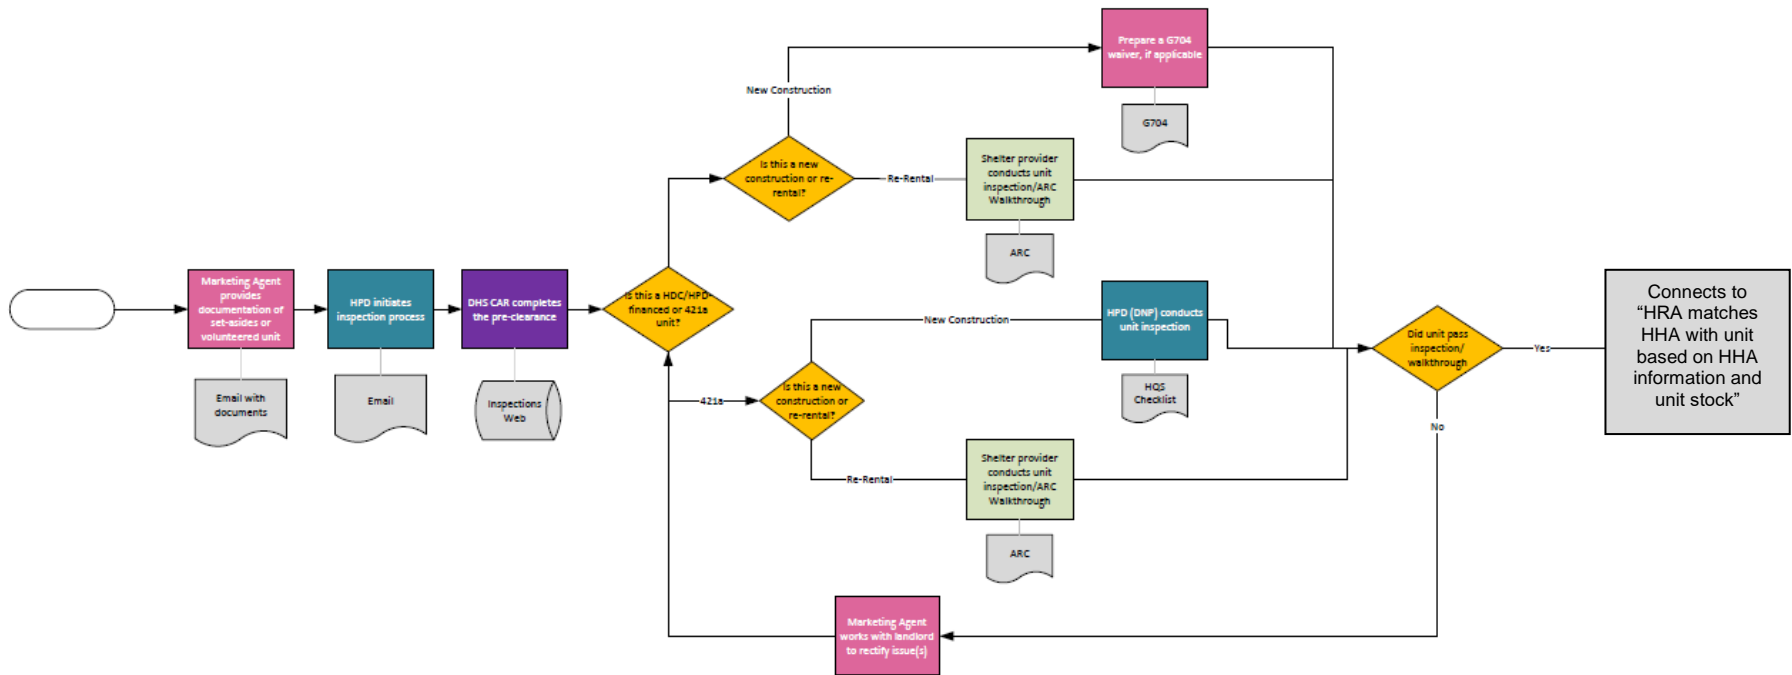 Marketing Agent
provides
documentation of
set-asides or
volunteered unit
Email with
documents
HPD initiates
inspection process
Email
DHS CAR completes
the pre-clearance
Inspections
Web
Is this a HDC/HPD-
financed or 421a
unit?
New Construction
Is this a new
construction or re-
rental?
Re-Rental
Prepare a G704
waiver, if applicable
G704
Shelter provider
conducts unit
inspection/ARC
Walkthrough
ARC
421a
Is this a new
construction or
re-rental?
New Construction
HPD (DNP) conducts
unit inspection
HQS
Checklist
Re-Rental
Shelter provider
conducts unit
inspection/ARC
Walkthrough
ARC
Did unit pass
inspection/
walkthrough
Yes
No
Connects to
“HRA matches
HHA with unit
based on HHA
information and
unit stock”
Marketing Agent
works with landlord
to rectify issue(s)